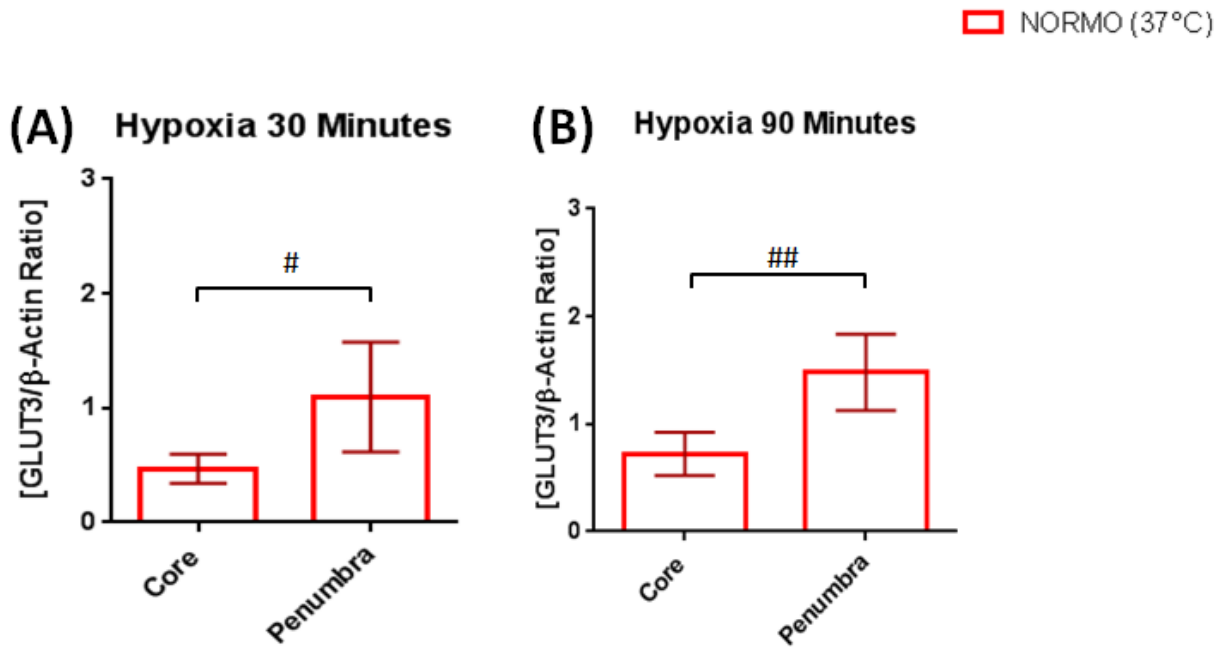 NORMO (37°C)
(A) Hypoxia 30 Minutes
[GLUT3/β-Actin Ratio]
3
2
1
0
#
Core
Penumbra
(B) Hypoxia 90 Minutes
[GLUT3/β-Actin Ratio]
3
2
1
0
##
Core
Penumbra